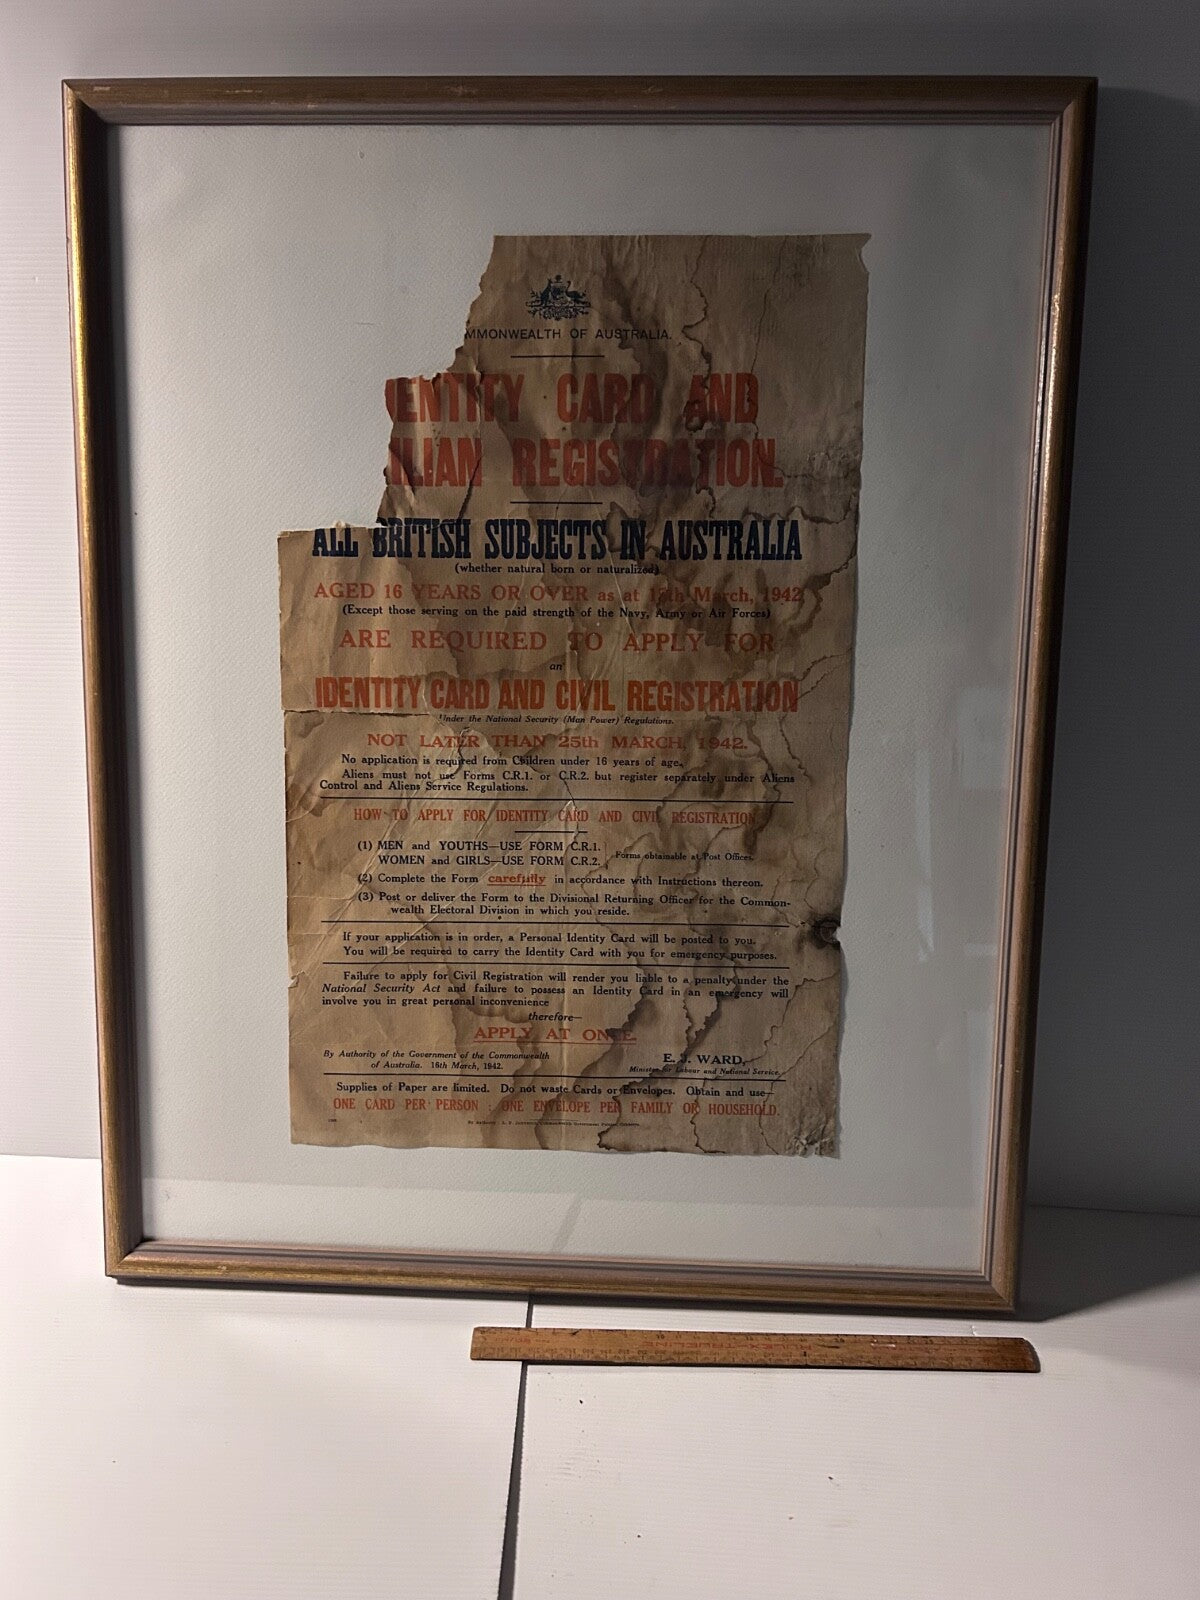 MMONWEALTH OF AUSTRALIA.
ENTITY CARD AND
ILIAN REGISTRATION.
ALL BRITISH SUBJECTS IN AUSTRALIA
(whether natural born or naturalized)
AGED 16 YEARS OR OVER as at 15th March, 1942
(Except those serving on the paid strength of the Navy, Army or Air Forces)
ARE REQUIRED TO APPLY FOR
an
IDENTITY CARD AND CIVIL REGISTRATION
Under the National Security (Man Power) Regulations.
NOT LATER THAN 25th MARCH, 1942.
No application is required from Children under 16 years of age.
Aliens must not use Forms C.R.1. or C.R.2. but register separately under Aliens
Control and Aliens Service Regulations.
HOW TO APPLY FOR IDENTITY CARD AND CIVIL REGISTRATION
(1) MEN and YOUTHS—USE FORM C.R.1.
WOMEN and GIRLS—USE FORM C.R.2.
Forms obtainable at Post Offices.
(2) Complete the Form carefully in accordance with Instructions thereon.
(3) Post or deliver the Form to the Divisional Returning Officer for the Common-
wealth Electoral Division in which you reside.
If your application is in order, a Personal Identity Card will be posted to you.
You will be required to carry the Identity Card with you for emergency purposes.
Failure to apply for Civil Registration will render you liable to a penalty under the
National Security Act and failure to possess an Identity Card in an emergency will
involve you in great personal inconvenience
therefore—
APPLY AT ONCE.
By Authority of the Government of the Commonwealth
of Australia. 16th March, 1942.
E. J. WARD,
Minister for Labour and National Service.
Supplies of Paper are limited. Do not waste Cards or Envelopes. Obtain and use—
ONE CARD PER PERSON : ONE ENVELOPE PER FAMILY OR HOUSEHOLD.
By Authority: Commonwealth Government Printer, Canberra.